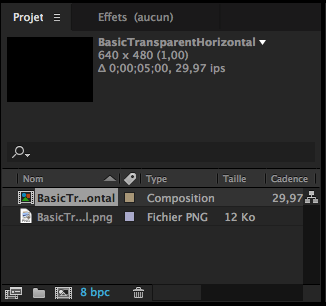 Projet Effets (aucun)
BasicTransparentHorizontal
640 x 480 (1,00)
Δ 0;00;05;00, 29,97 ips
Nom Type Taille Cadence
BasicTr…ontal Composition 29,97
BasicTr…l.png Fichier PNG 12 Ko
8 bpc